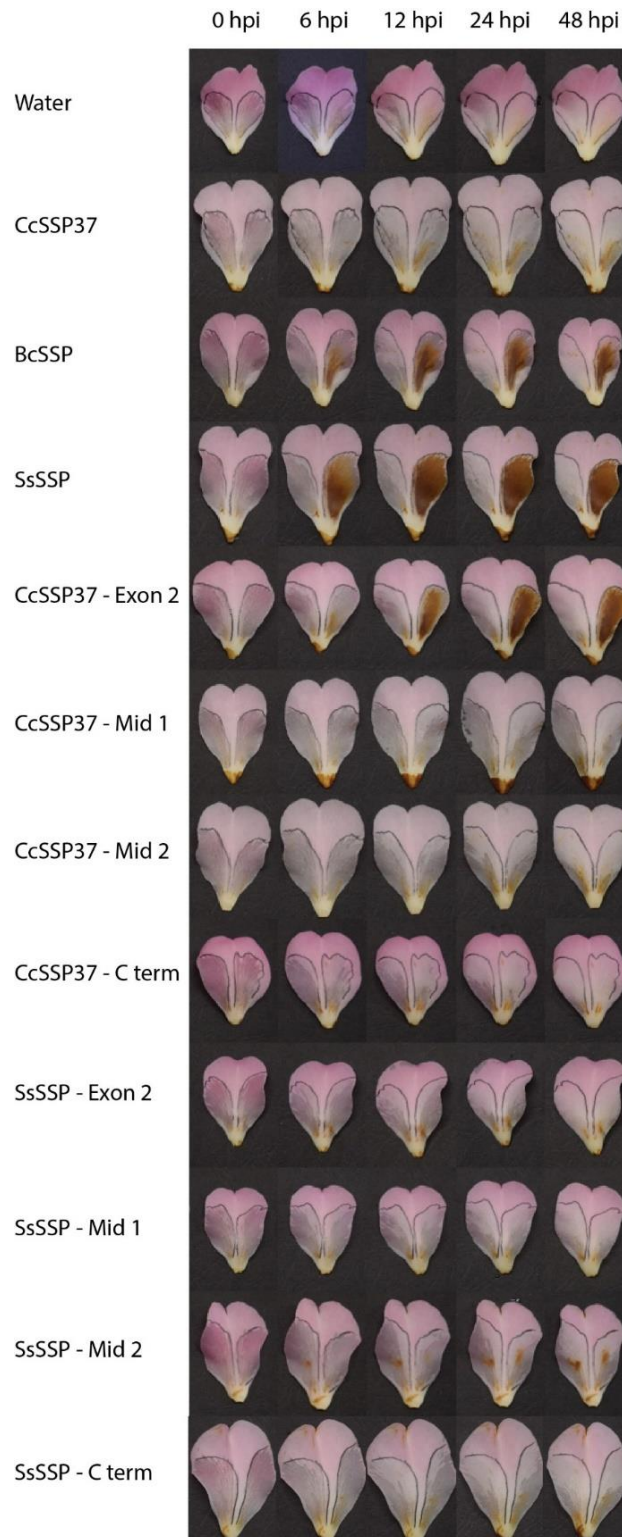 0 hpi 6 hpi 12 hpi 24 hpi 48 hpi
Water
CcSSP37
BcSSP
SsSSP
CcSSP37 - Exon 2
CcSSP37 - Mid 1
CcSSP37 - Mid 2
CcSSP37 - C term
SsSSP - Exon 2
SsSSP - Mid 1
SsSSP - Mid 2
SsSSP - C term